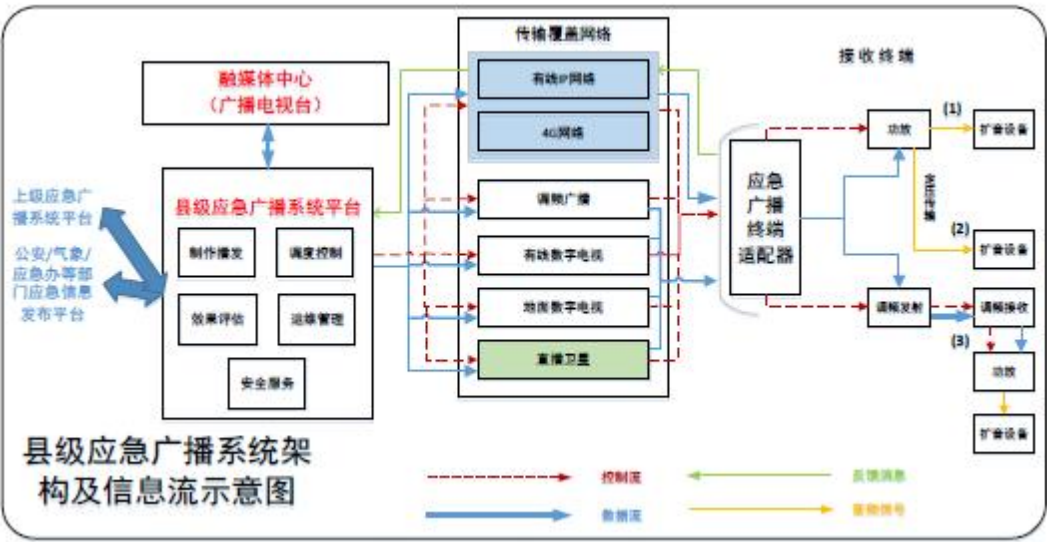 传输覆盖网络
接收终端
融媒体中心
（广播电视台）
有线IP网络
4G网络
(1)
功放
扩音设备
上级应急广
播系统平台
县级应急广播系统平台
应急
广播
终端
适配器
调频广播
(2)
扩音设备
公安/气象/
应急办等部
门应急信息
发布平台
制作播发
调度控制
有线数字电视
效果评估
运维管理
地面数字电视
调频发射
调频接收
(3)
直播卫星
功放
安全服务
扩音设备
县级应急广播系统架
构及信息流示意图
控制流
反馈消息
数据流
音频信号